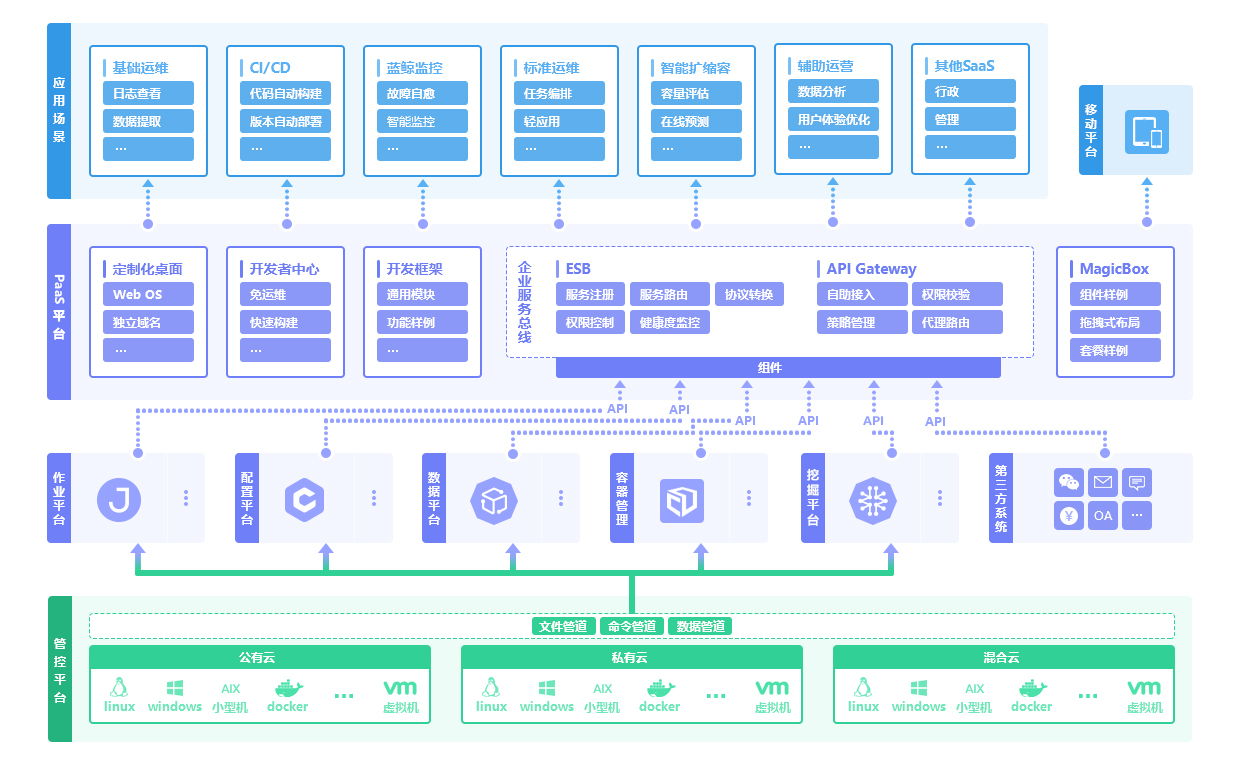 应用场景
基础运维
日志查看
数据提取
...
CI/CD
代码自动构建
版本自动部署
...
蓝鲸监控
故障自愈
智能监控
...
标准运维
任务编排
轻应用
...
智能扩缩容
容量评估
在线预测
...
辅助运营
数据分析
用户体验优化
...
其他SaaS
行政
管理
...
移动平台
PaaS平台
定制化桌面
Web OS
独立域名
...
开发者中心
免运维
快速构建
...
开发框架
通用模块
功能样例
...
企业服务总线
ESB
服务注册 服务路由 协议转换
权限控制 健康度监控
API Gateway
自助接入 权限校验
策略管理 代理路由
组件
MagicBox
组件样例
拖拽式布局
套餐样例
API API API API API API
作业平台
J
配置平台
C
数据平台
容器管理
挖掘平台
第三方系统
¥ OA ...
管控平台
文件管道 命令管道 数据管道
公有云
linux windows AIX 小型机 docker ... vm 虚拟机
私有云
linux windows AIX 小型机 docker ... vm 虚拟机
混合云
linux windows AIX 小型机 docker ... vm 虚拟机